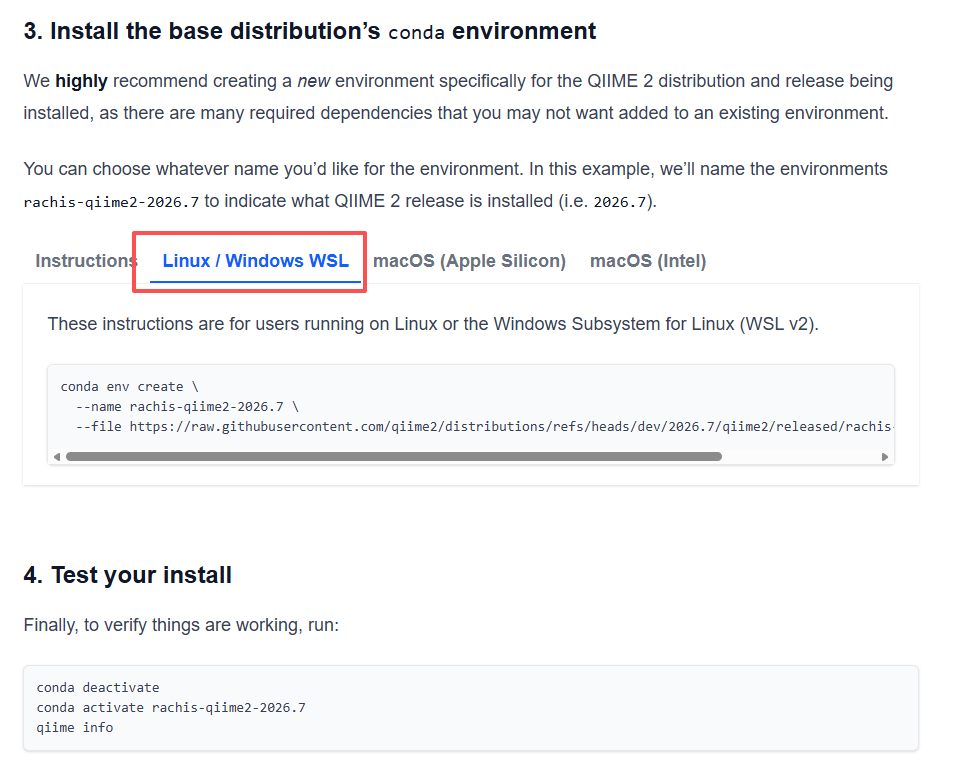 3. Install the base distribution’s conda environment
We highly recommend creating a new environment specifically for the QIIME 2 distribution and release being
installed, as there are many required dependencies that you may not want added to an existing environment.
You can choose whatever name you’d like for the environment. In this example, we’ll name the environments
rachis-qiime2-2026.7 to indicate what QIIME 2 release is installed (i.e. 2026.7).
Instructions Linux / Windows WSL macOS (Apple Silicon) macOS (Intel)
These instructions are for users running on Linux or the Windows Subsystem for Linux (WSL v2).
conda env create \
--name rachis-qiime2-2026.7 \
--file https://raw.githubusercontent.com/qiime2/distributions/refs/heads/dev/2026.7/qiime2/released/rachis-
4. Test your install
Finally, to verify things are working, run:
conda deactivate
conda activate rachis-qiime2-2026.7
qiime info